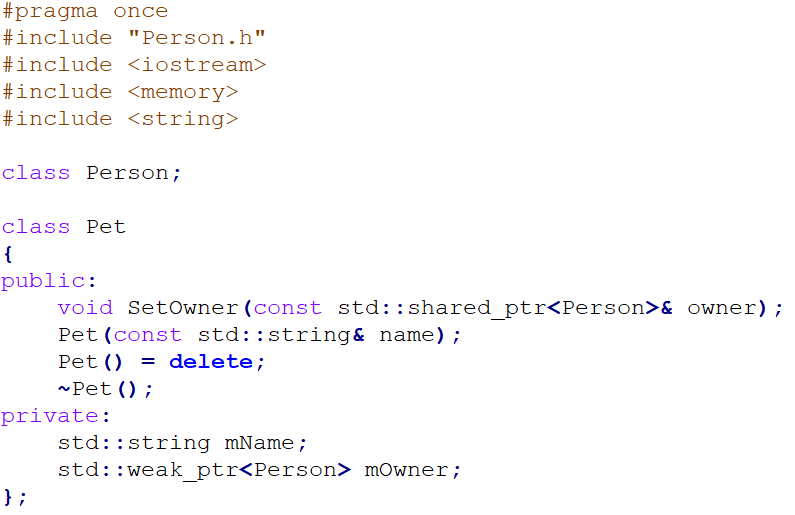 #pragma once
#include "Person.h"
#include <iostream>
#include <memory>
#include <string>

class Person;

class Pet
{
public:
    void SetOwner(const std::shared_ptr<Person>& owner);
    Pet(const std::string& name);
    Pet() = delete;
    ~Pet();
private:
    std::string mName;
    std::weak_ptr<Person> mOwner;
};